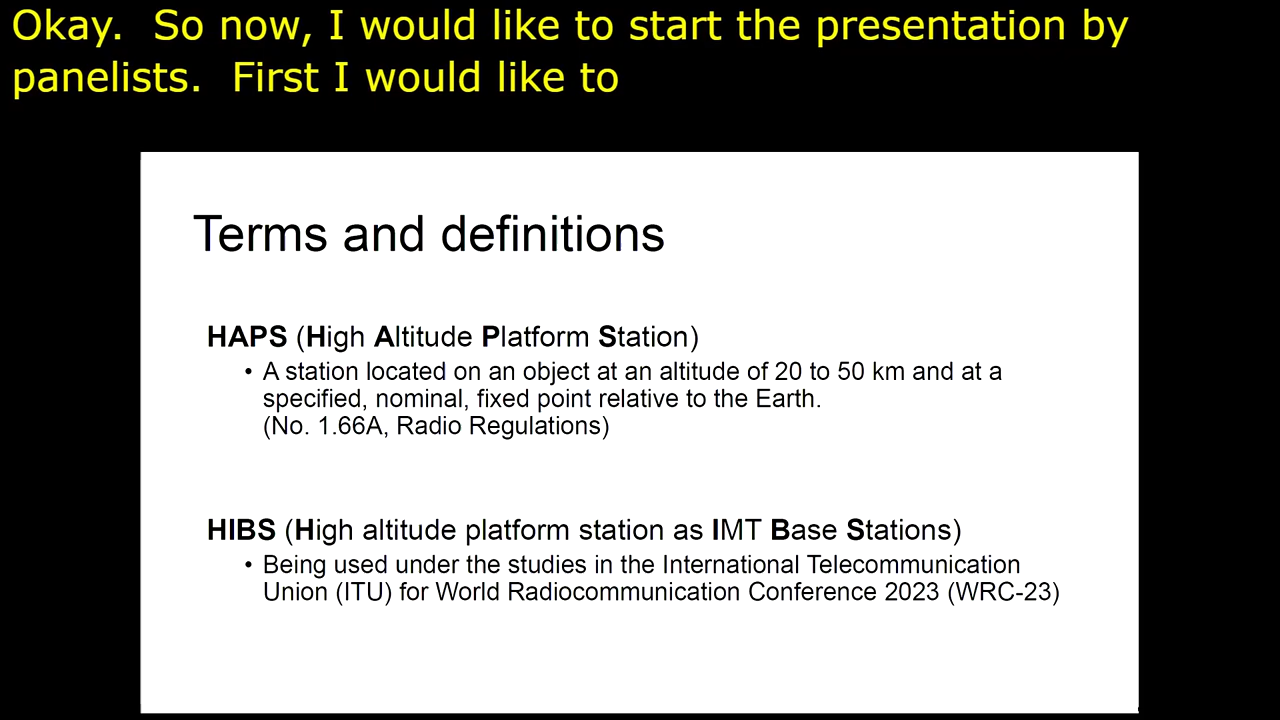 Okay.  So now, I would like to start the presentation by
panelists.  First I would like to
Terms and definitions
HAPS (High Altitude Platform Station)
• A station located on an object at an altitude of 20 to 50 km and at a
specified, nominal, fixed point relative to the Earth.
(No. 1.66A, Radio Regulations)
HIBS (High altitude platform station as IMT Base Stations)
• Being used under the studies in the International Telecommunication
Union (ITU) for World Radiocommunication Conference 2023 (WRC-23)